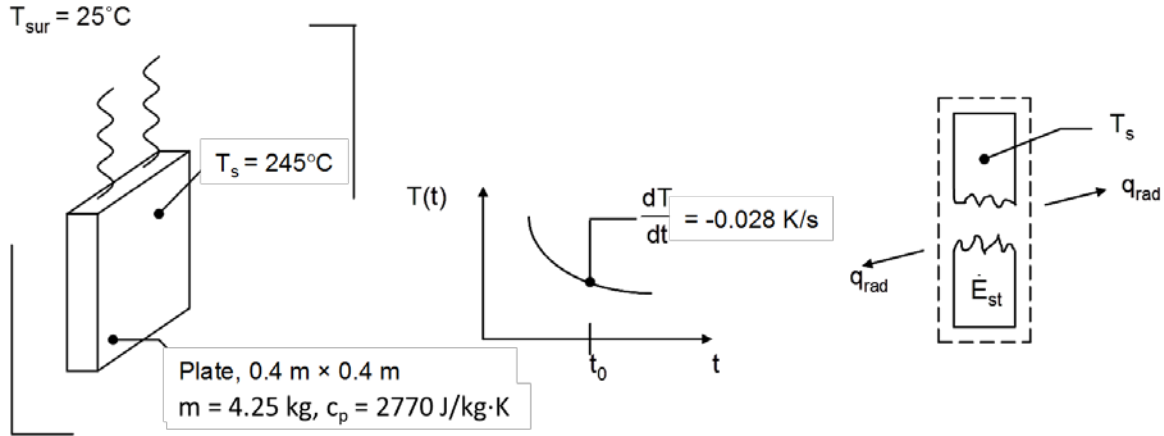 T_sur = 25°C
T_s = 245°C
Plate, 0.4 m × 0.4 m
m = 4.25 kg, c_p = 2770 J/kg·K
T(t)
dT
dt
= -0.028 K/s
t_0
t
T_s
q_rad
q_rad
Ė_st